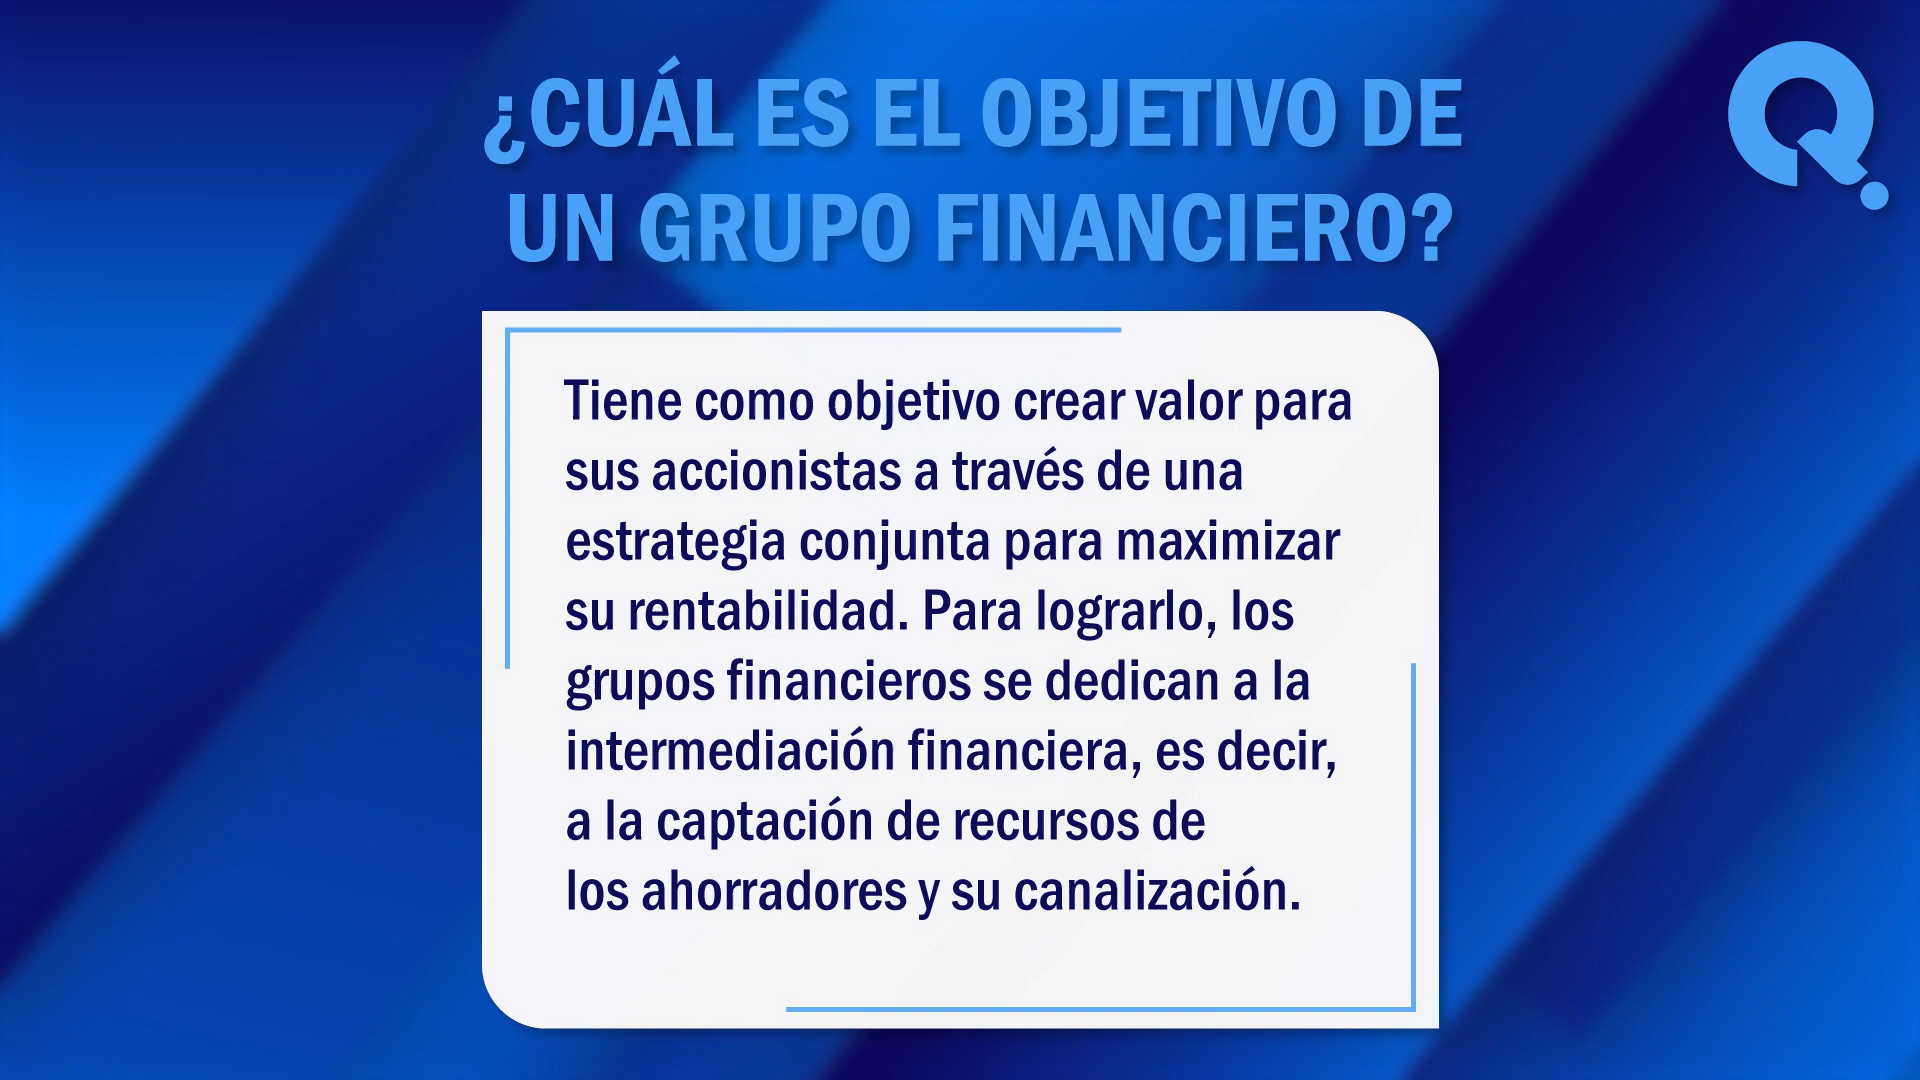 ¿CUÁL ES EL OBJETIVO DE
UN GRUPO FINANCIERO?
Q.
Tiene como objetivo crear valor para
sus accionistas a través de una
estrategia conjunta para maximizar
su rentabilidad. Para lograrlo, los
grupos financieros se dedican a la
intermediación financiera, es decir,
a la captación de recursos de
los ahorradores y su canalización.